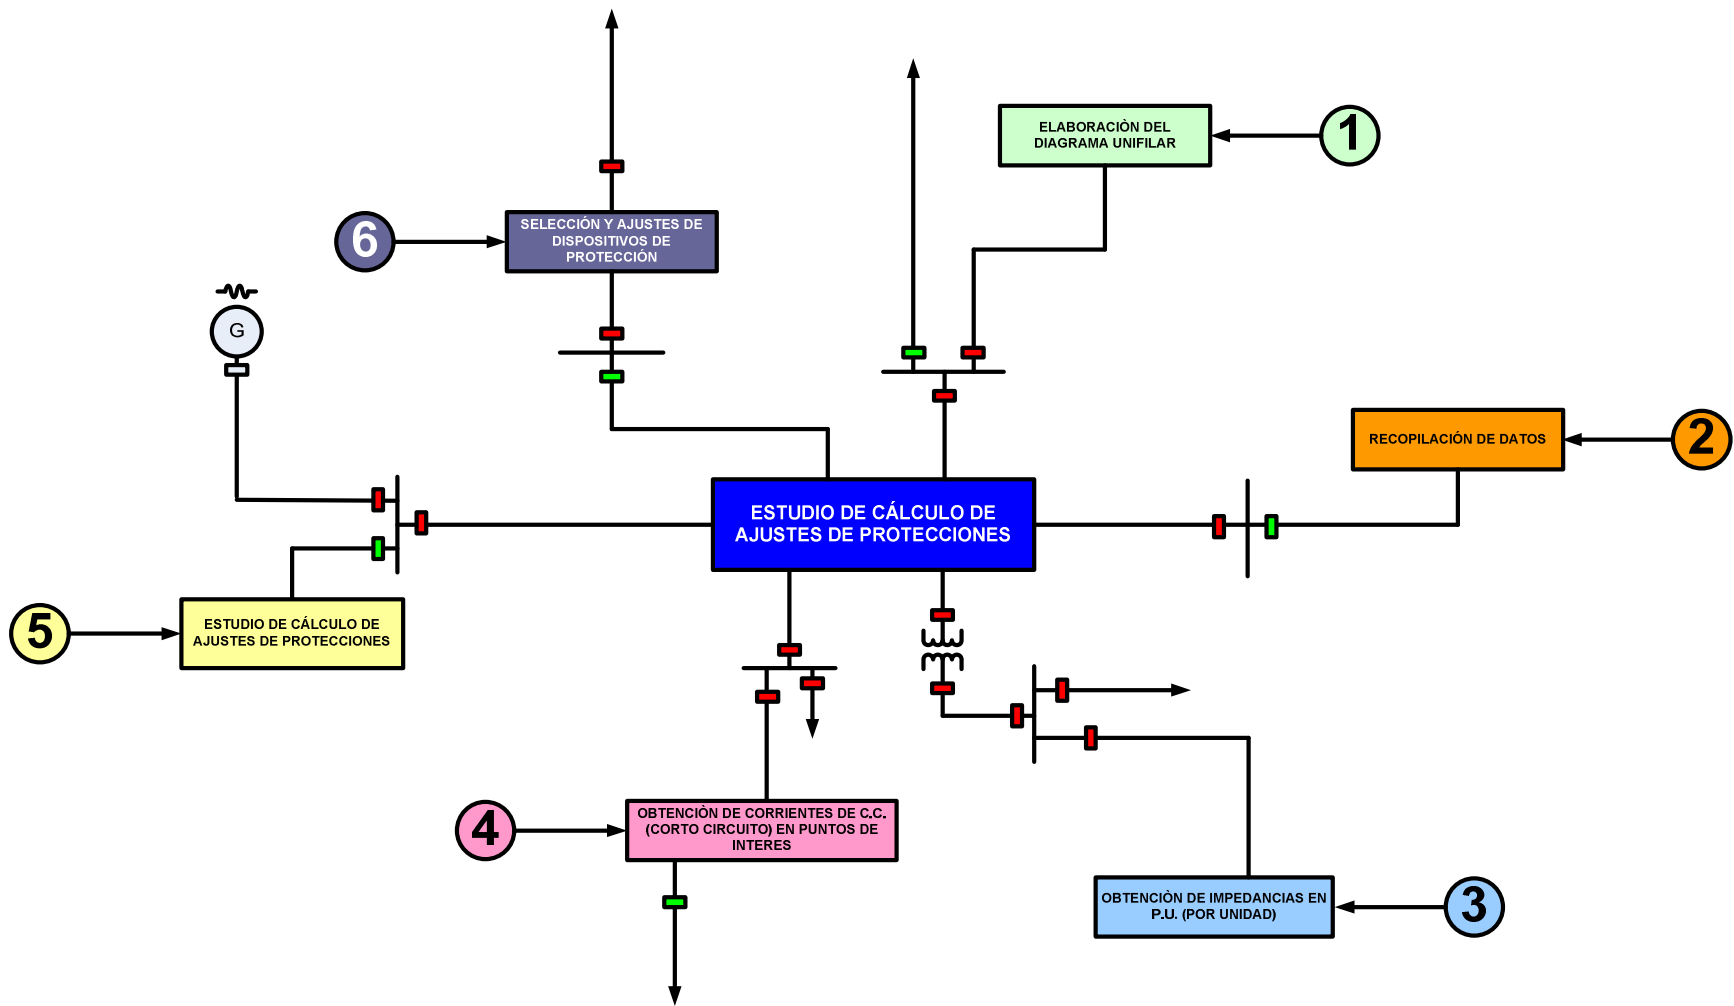 ELABORACIÒN DEL
DIAGRAMA UNIFILAR
1
SELECCIÓN Y AJUSTES DE
DISPOSITIVOS DE
PROTECCIÓN
6
G
RECOPILACIÓN DE DATOS
2
ESTUDIO DE CÁLCULO DE
AJUSTES DE PROTECCIONES
5
ESTUDIO DE CÁLCULO DE
AJUSTES DE PROTECCIONES
4
OBTENCIÒN DE CORRIENTES DE C.C.
(CORTO CIRCUITO) EN PUNTOS DE
INTERES
OBTENCIÒN DE IMPEDANCIAS EN
P.U. (POR UNIDAD)
3